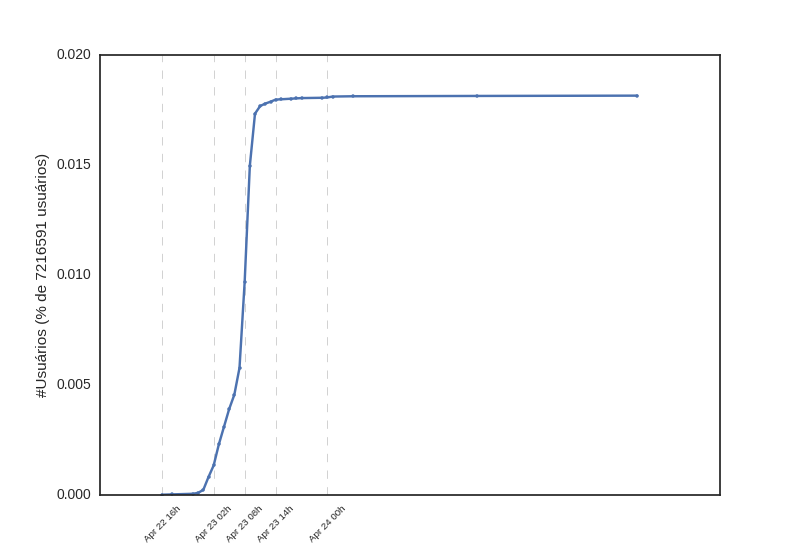 0.020
0.015
0.010
0.005
0.000
#Usuários (% de 7216591 usuários)
Apr 22 16h
Apr 23 02h
Apr 23 08h
Apr 23 14h
Apr 24 00h